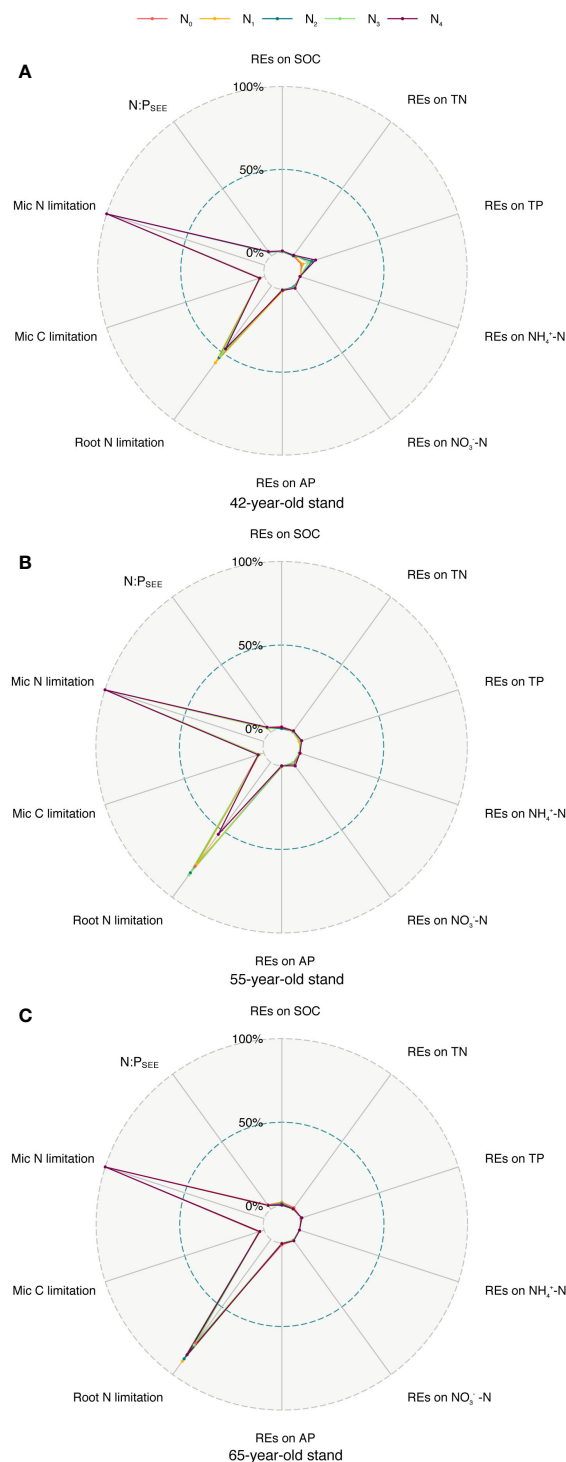 N₀ N₁ N₂ N₃ N₄
A
RES on SOC
100%
N:P_SEE
REs on TN
Mic N limitation
50%
REs on TP
0%
Mic C limitation
REs on NH₄⁺-N
Root N limitation
REs on NO₃⁻-N
REs on AP
42-year-old stand
B
REs on SOC
100%
N:P_SEE
REs on TN
Mic N limitation
50%
REs on TP
0%
Mic C limitation
REs on NH₄⁺-N
Root N limitation
REs on NO₃⁻-N
REs on AP
55-year-old stand
C
REs on SOC
100%
N:P_SEE
REs on TN
Mic N limitation
50%
REs on TP
0%
Mic C limitation
REs on NH₄⁺-N
Root N limitation
REs on NO₃⁻ -N
REs on AP
65-year-old stand